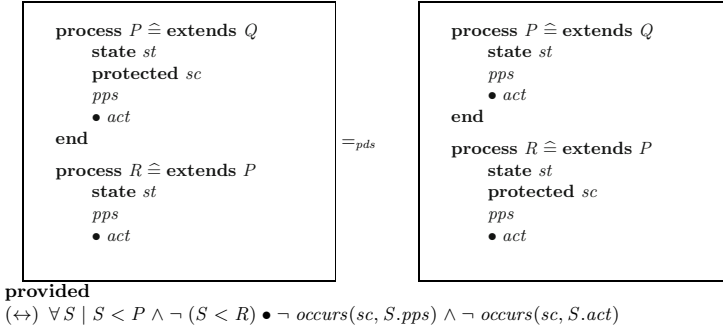 process P ≙ extends Q
state st
protected sc
pps
• act
end
process R ≙ extends P
state st
pps
• act
=pds
process P ≙ extends Q
state st
pps
• act
end
process R ≙ extends P
state st
protected sc
pps
• act
provided
(↔) ∀ S | S < P ∧ ¬ (S < R) • ¬ occurs(sc, S.pps) ∧ ¬ occurs(sc, S.act)